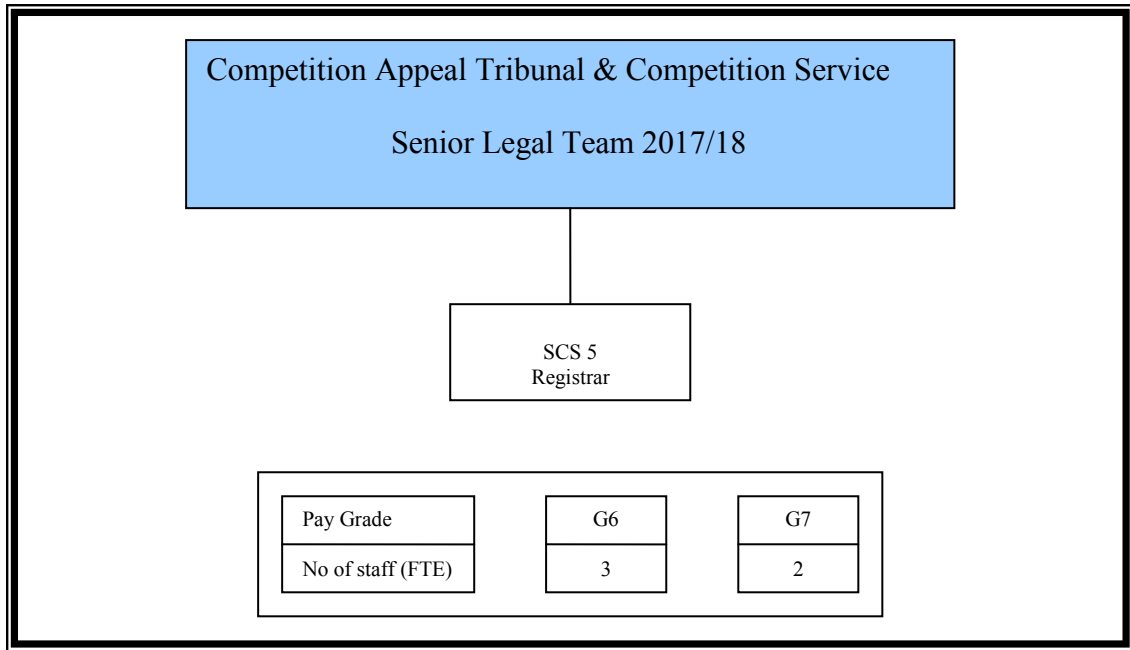 Competition Appeal Tribunal & Competition Service
Senior Legal Team 2017/18
SCS 5
Registrar
Pay Grade G6 G7
No of staff (FTE) 3 2